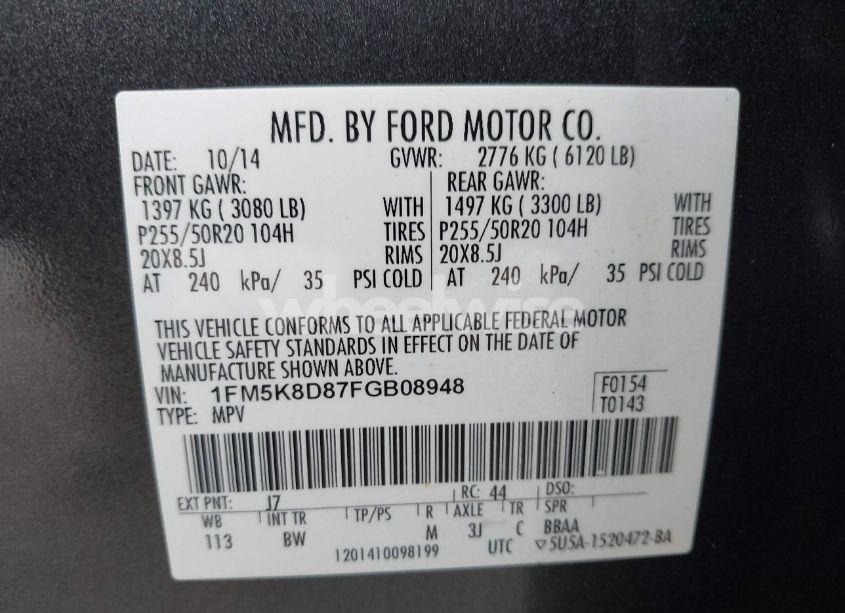 MFD. BY FORD MOTOR CO.
DATE: 10/14 GVWR: 2776 KG ( 6120 LB)
FRONT GAWR: REAR GAWR:
1397 KG ( 3080 LB) WITH 1497 KG ( 3300 LB) WITH
P255/50R20 104H TIRES P255/50R20 104H TIRES
20X8.5J RIMS 20X8.5J RIMS
AT 240 kPa/ 35 PSI COLD AT 240 kPa/ 35 PSI COLD
wheelwise
THIS VEHICLE CONFORMS TO ALL APPLICABLE FEDERAL MOTOR
VEHICLE SAFETY STANDARDS IN EFFECT ON THE DATE OF
MANUFACTURE SHOWN ABOVE.
VIN: 1FM5K8D87FGB08948 F0154
TYPE: MPV T0143
EXT PNT: J7 RC: 44 DSO:
WB INT TR TP/PS R AXLE TR SPR
113 BW M 3J C BBAA
1201410098199 UTC ▽5U5A-1520472-BA